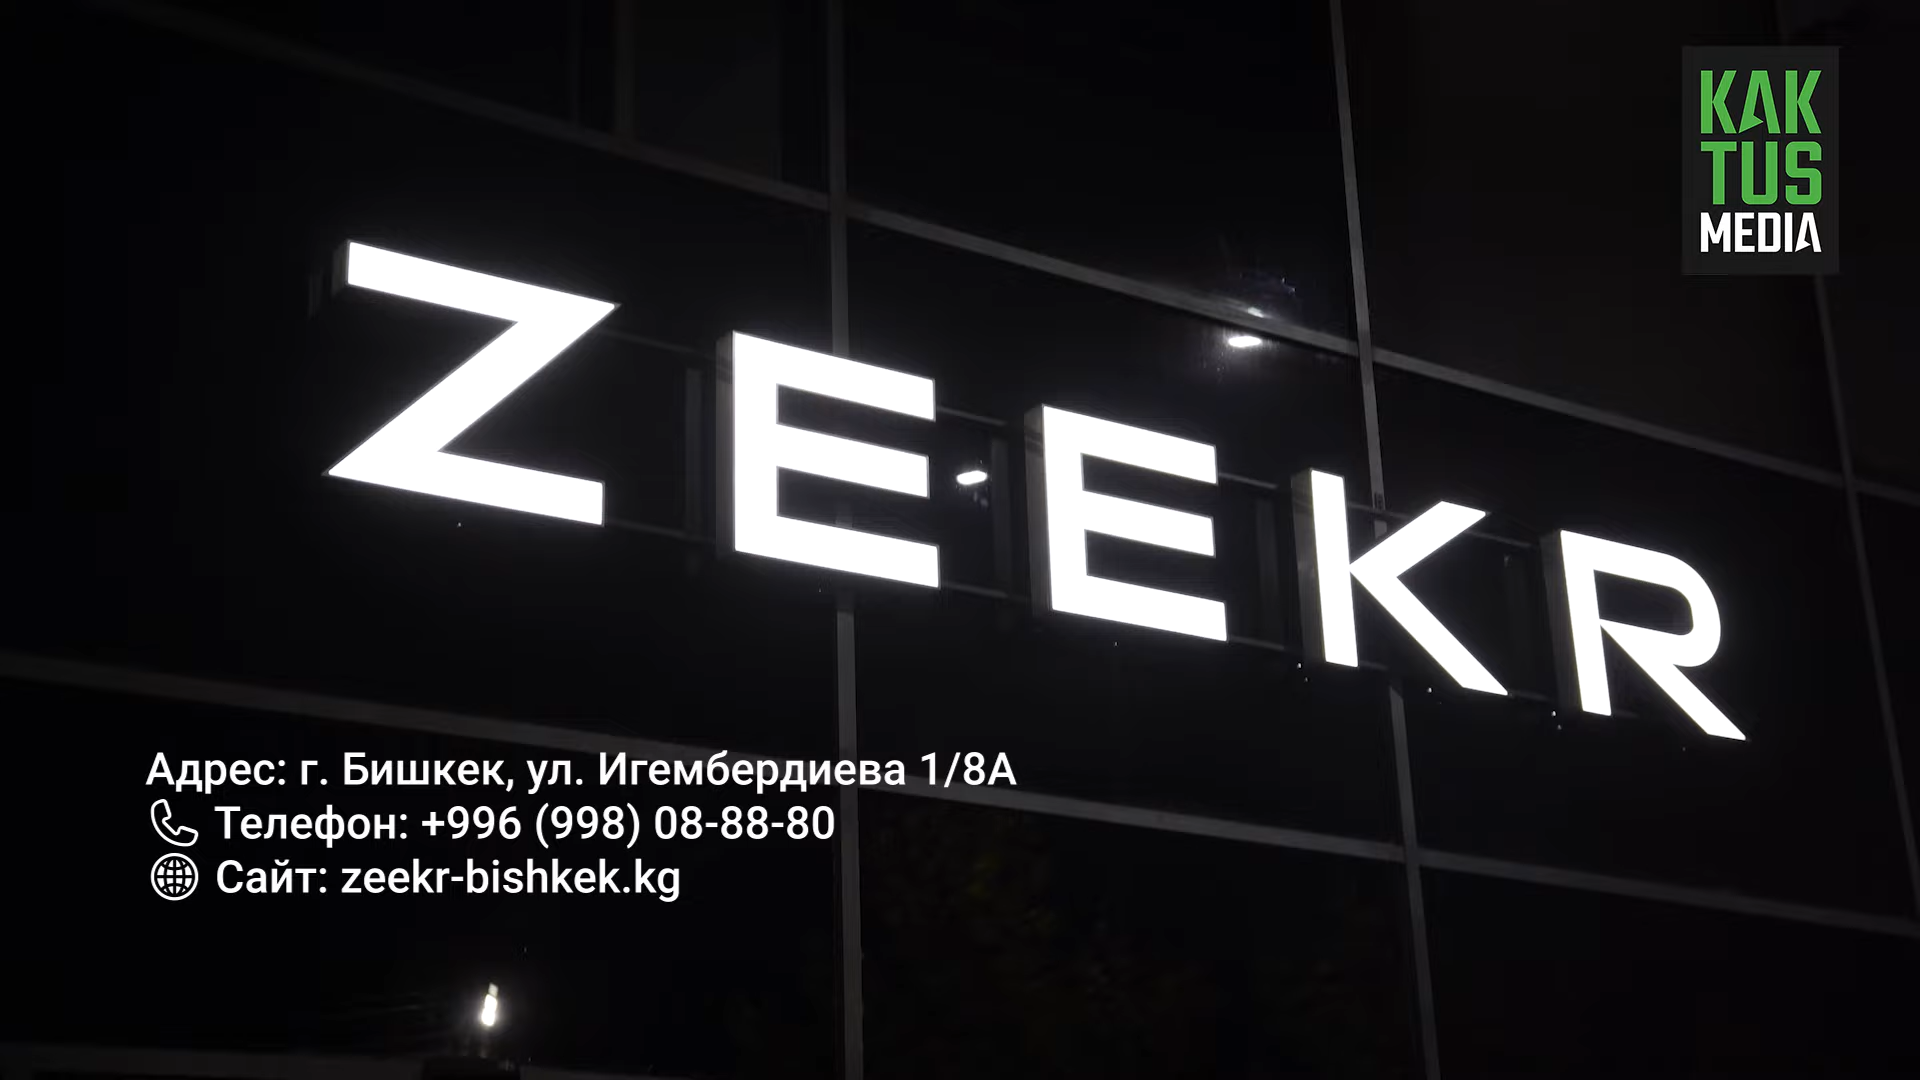 KAK
TUS
MEDIA
ZEEKR
Адрес: г. Бишкек, ул. Игембердиева 1/8А
Телефон: +996 (998) 08-88-80
Сайт: zeekr-bishkek.kg